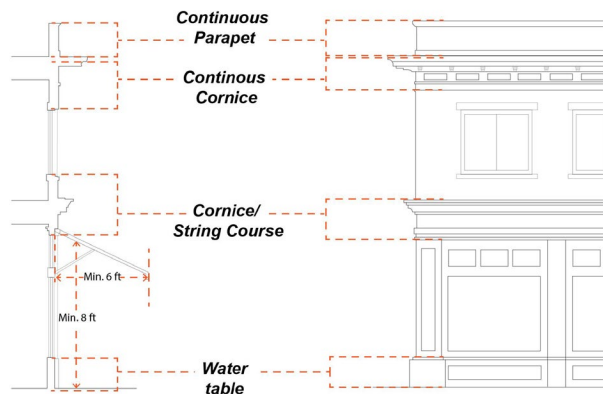 Continuous
Parapet
Continous
Cornice
Cornice/
String Course
Min. 6 ft
Min. 8 ft
Water
table